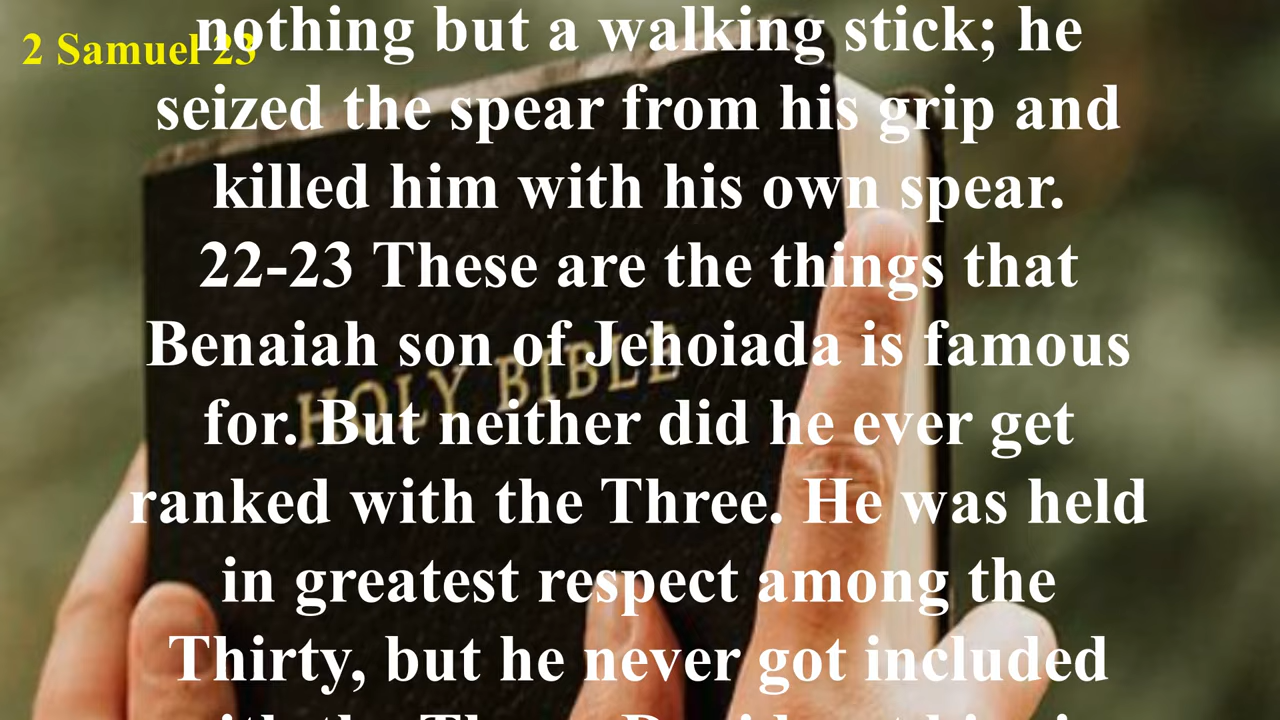 2 Samuel 23
nothing but a walking stick; he
seized the spear from his grip and
killed him with his own spear.
22-23 These are the things that
Benaiah son of Jehoiada is famous
for. But neither did he ever get
ranked with the Three. He was held
in greatest respect among the
Thirty, but he never got included
HOLY BIBLE